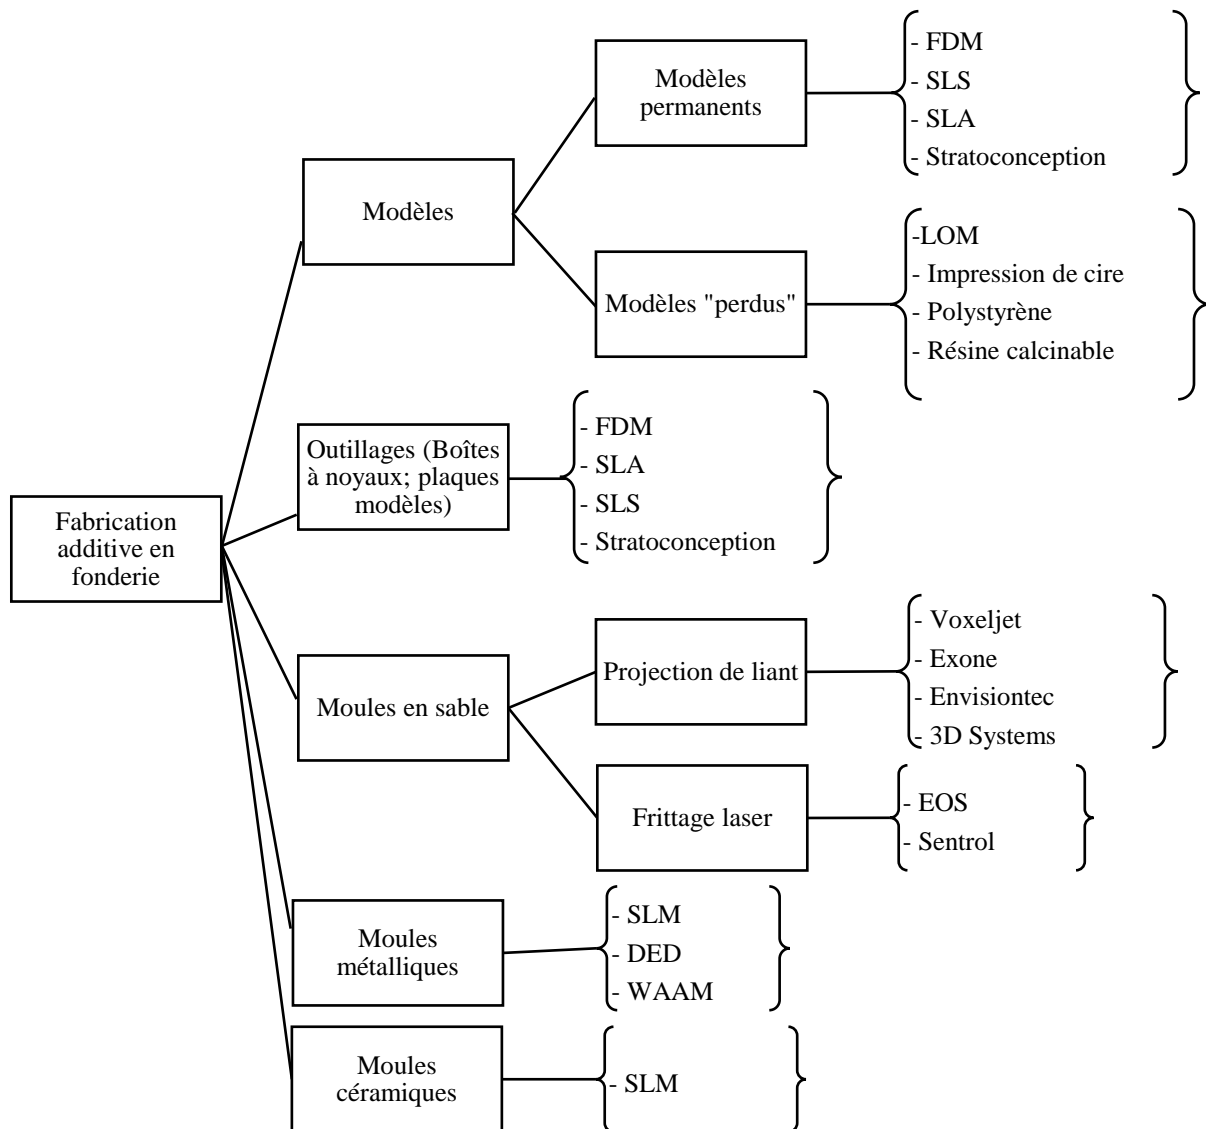 Fabrication
additive en
fonderie
Modèles
Modèles
permanents
- FDM
- SLS
- SLA
- Stratoconception
Modèles "perdus"
-LOM
- Impression de cire
- Polystyrène
- Résine calcinable
Outillages (Boîtes
à noyaux; plaques
modèles)
- FDM
- SLA
- SLS
- Stratoconception
Moules en sable
Projection de liant
- Voxeljet
- Exone
- Envisiontec
- 3D Systems
Frittage laser
- EOS
- Sentrol
Moules
métalliques
- SLM
- DED
- WAAM
Moules
céramiques
- SLM